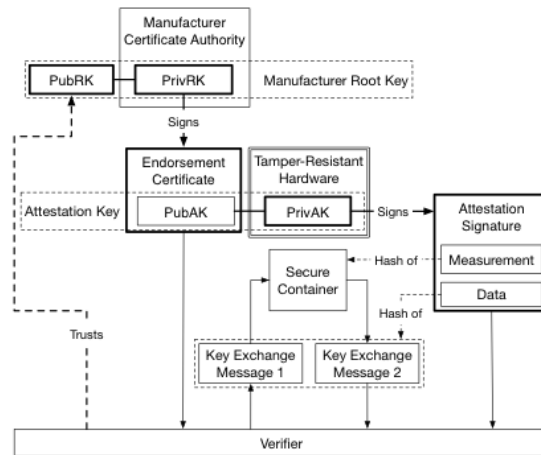 Manufacturer
Certificate Authority
PubRK
PrivRK
Manufacturer Root Key
Signs
Endorsement
Certificate
Tamper-Resistant
Hardware
Attestation Key
PubAK
PrivAK
Signs
Attestation
Signature
Hash of
Measurement
Secure
Container
Data
Hash of
Trusts
Key Exchange
Message 1
Key Exchange
Message 2
Verifier